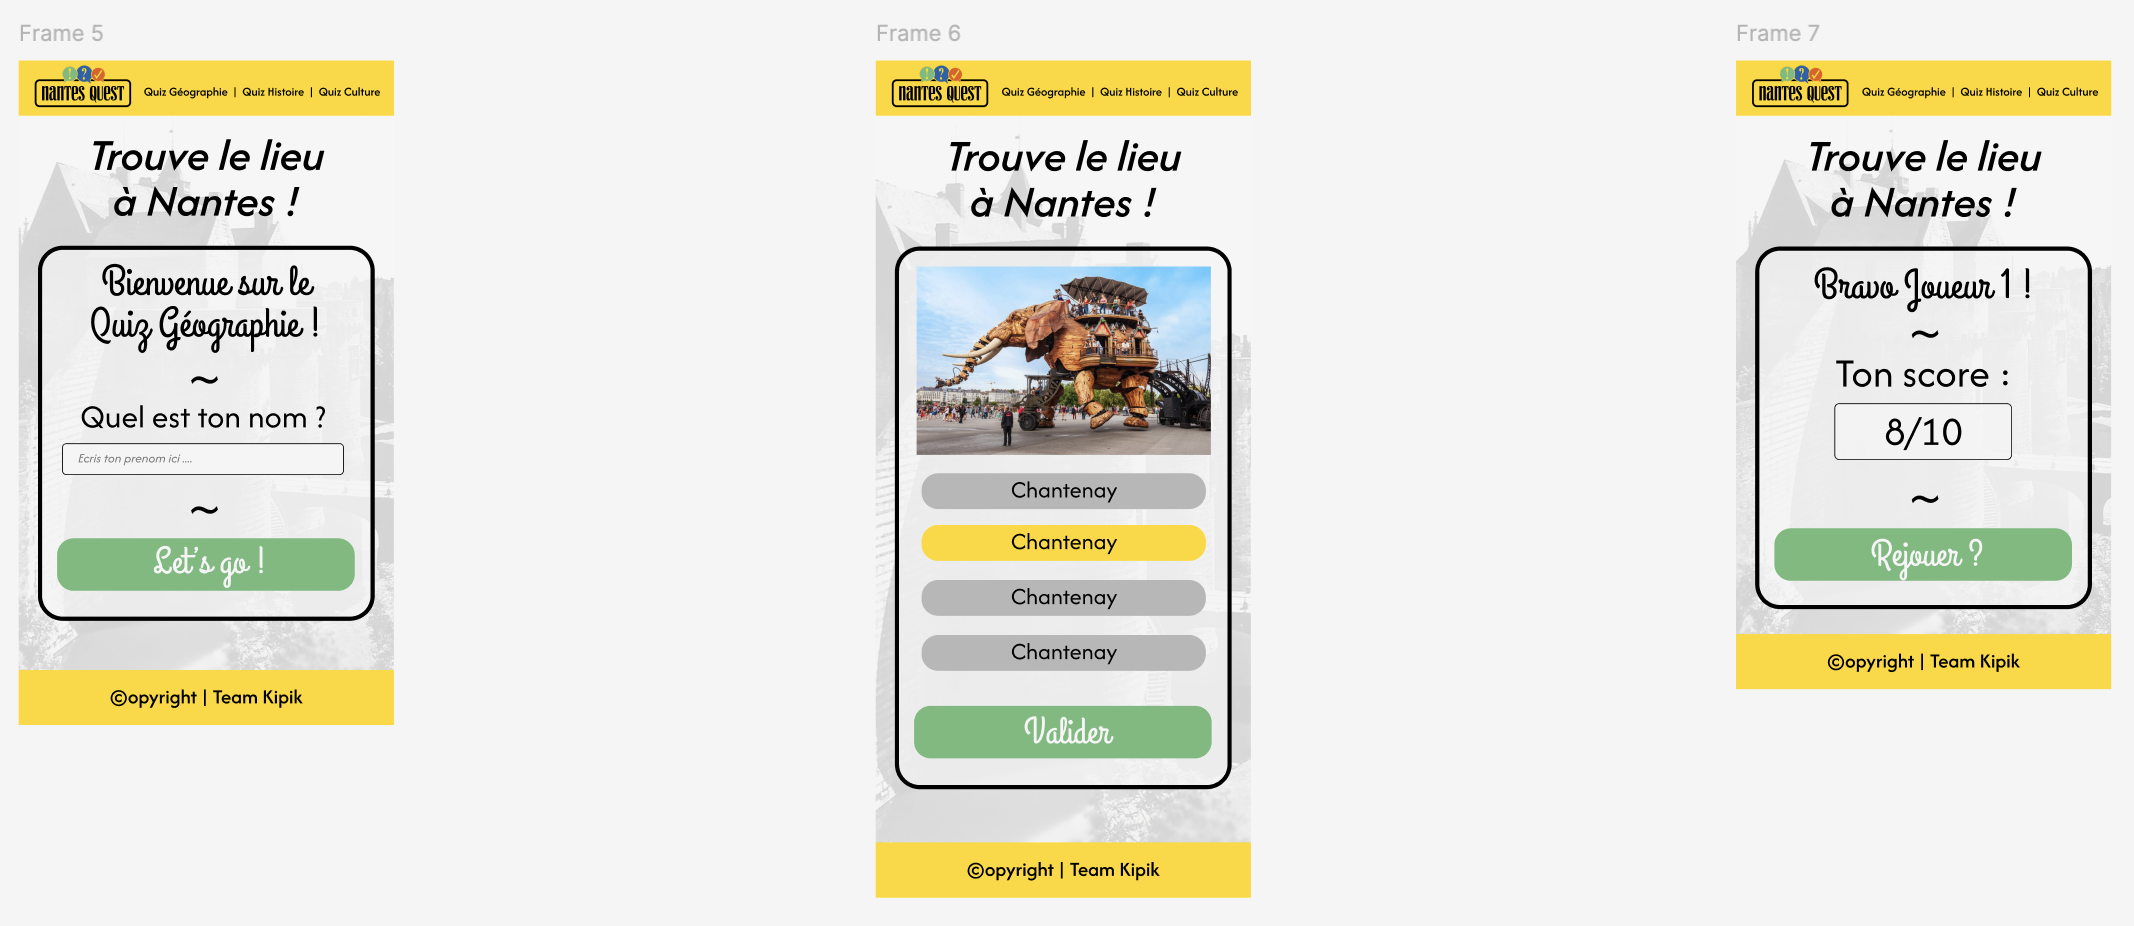 Frame 5
! ? ✓
nantes QUEST
Quiz Géographie | Quiz Histoire | Quiz Culture
Trouve le lieu
à Nantes !
Bienvenue sur le
Quiz Géographie !
~
Quel est ton nom ?
Ecris ton prenom ici ....
~
Let's go !
©opyright | Team Kipik
Frame 6
! ? ✓
nantes QUEST
Quiz Géographie | Quiz Histoire | Quiz Culture
Trouve le lieu
à Nantes !
Chantenay
Chantenay
Chantenay
Chantenay
Valider
©opyright | Team Kipik
Frame 7
! ? ✓
nantes QUEST
Quiz Géographie | Quiz Histoire | Quiz Culture
Trouve le lieu
à Nantes !
Bravo Joueur 1 !
~
Ton score :
8/10
~
Rejouer ?
©opyright | Team Kipik